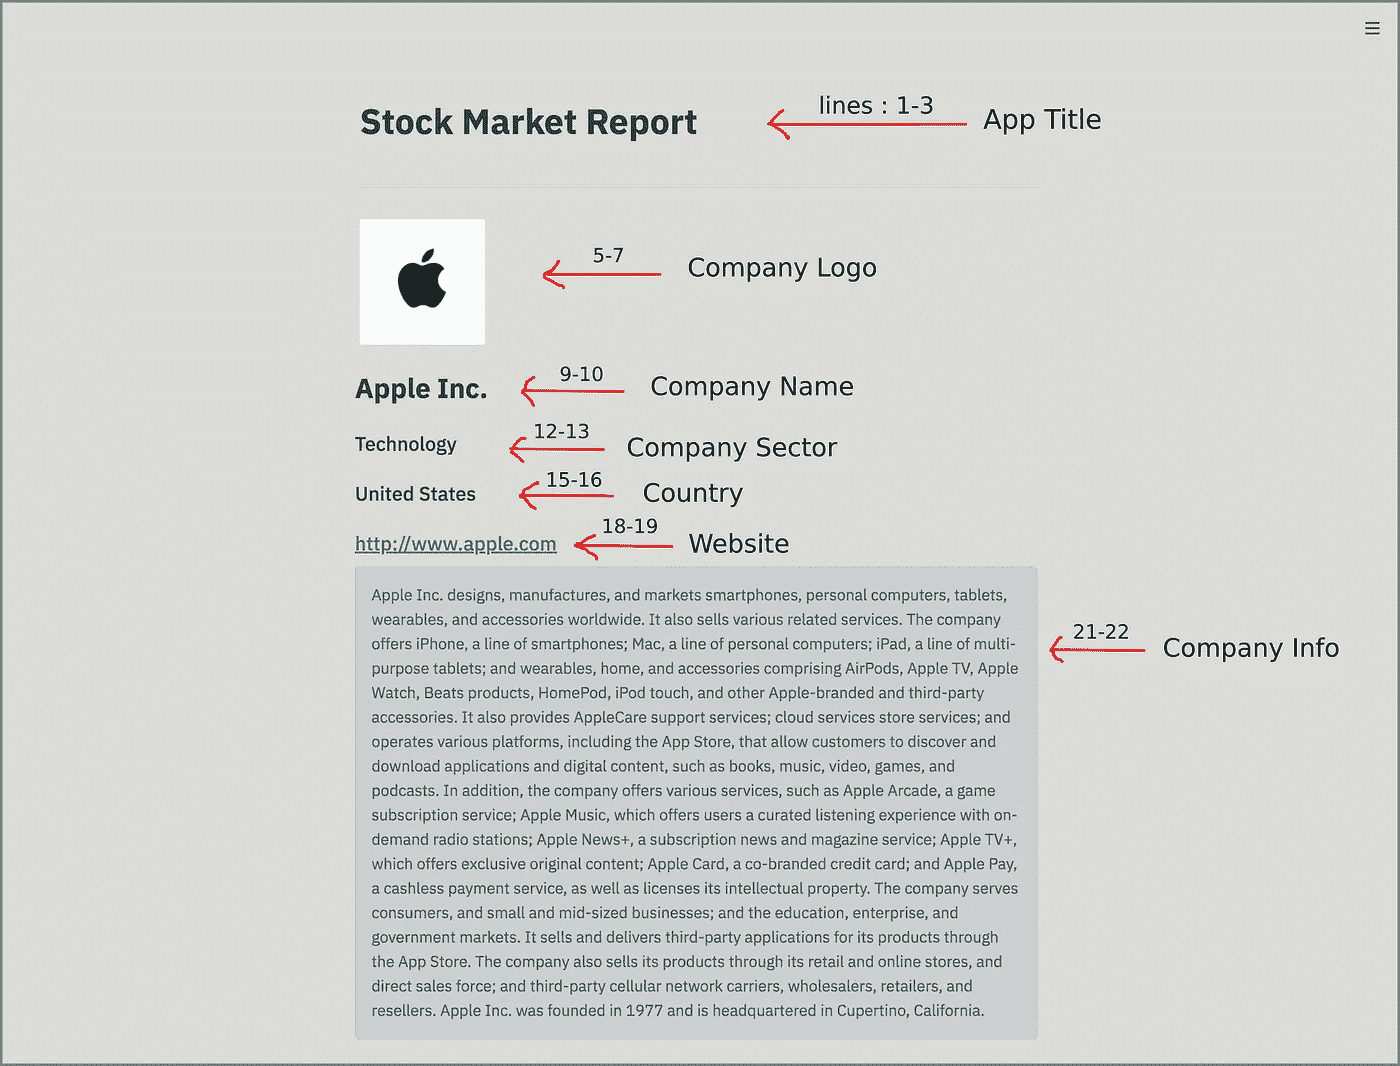 Stock Market Report
lines : 1-3
App Title
5-7
Company Logo
Apple Inc.
9-10
Company Name
Technology
12-13
Company Sector
United States
15-16
Country
http://www.apple.com
18-19
Website
Apple Inc. designs, manufactures, and markets smartphones, personal computers, tablets,
wearables, and accessories worldwide. It also sells various related services. The company
offers iPhone, a line of smartphones; Mac, a line of personal computers; iPad, a line of multi-
purpose tablets; and wearables, home, and accessories comprising AirPods, Apple TV, Apple
Watch, Beats products, HomePod, iPod touch, and other Apple-branded and third-party
accessories. It also provides AppleCare support services; cloud services store services; and
operates various platforms, including the App Store, that allow customers to discover and
download applications and digital content, such as books, music, video, games, and
podcasts. In addition, the company offers various services, such as Apple Arcade, a game
subscription service; Apple Music, which offers users a curated listening experience with on-
demand radio stations; Apple News+, a subscription news and magazine service; Apple TV+,
which offers exclusive original content; Apple Card, a co-branded credit card; and Apple Pay,
a cashless payment service, as well as licenses its intellectual property. The company serves
consumers, and small and mid-sized businesses; and the education, enterprise, and
government markets. It sells and delivers third-party applications for its products through
the App Store. The company also sells its products through its retail and online stores, and
direct sales force; and third-party cellular network carriers, wholesalers, retailers, and
resellers. Apple Inc. was founded in 1977 and is headquartered in Cupertino, California.
21-22
Company Info